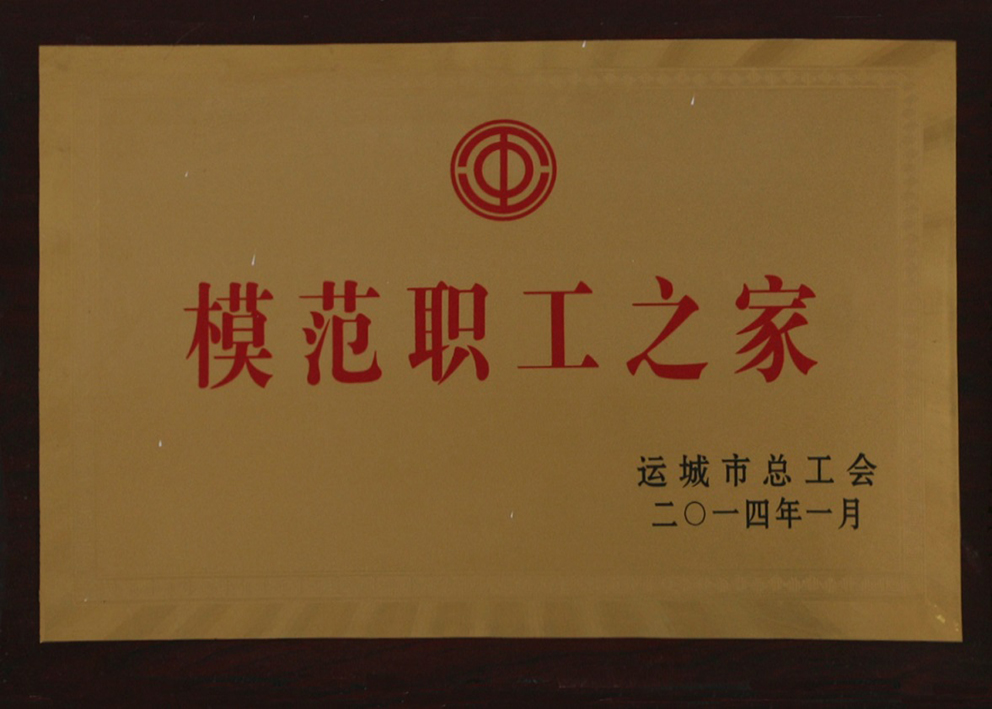 模范职工之家
运城市总工会
二〇一四年一月